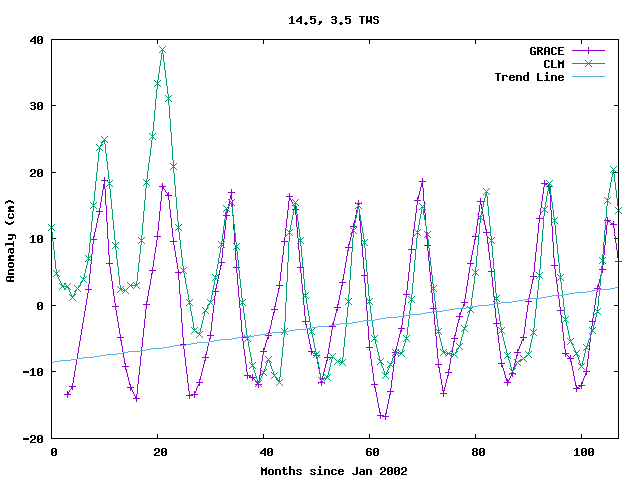 14.5, 3.5 TWS
GRACE
CLM
Trend Line
Anomaly (cm)
40
30
20
10
0
-10
-20
0 20 40 60 80 100
Months since Jan 2002